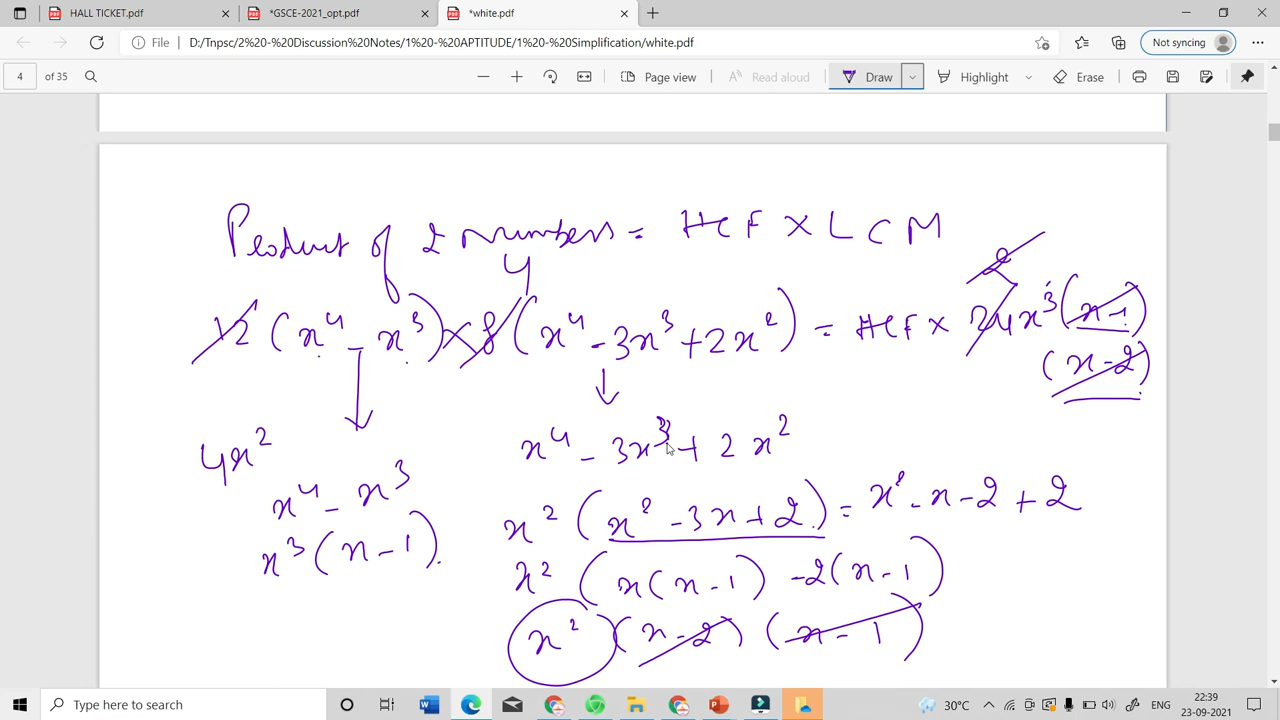 HALL TICKET.pdf
*GSCE-2021_opt.pdf
*white.pdf
File
D:/Tnpsc/2%20-%20Discussion%20Notes/1%20-%20APTITUDE/1%20-%20Simplification/white.pdf
Not syncing
4 of 35
Page view
Read aloud
Draw
Highlight
Erase
Product of 2 numbers = HCF X L C M
4 2
12 (x⁴ - x³) × 8 (x⁴ - 3x³ + 2x²) = HCF × 24x³ (x-1)
(x-2)
x⁴ - 3x³ + 2x²
4x²
x⁴ - x³
x² (x² - 3x + 2) = x² - x - 2 + 2
x³ (x - 1)
x² (x(x-1) -2(x-1)
x² (x-2) (x-1)
Type here to search
30°C
ENG
22:39
23-09-2021